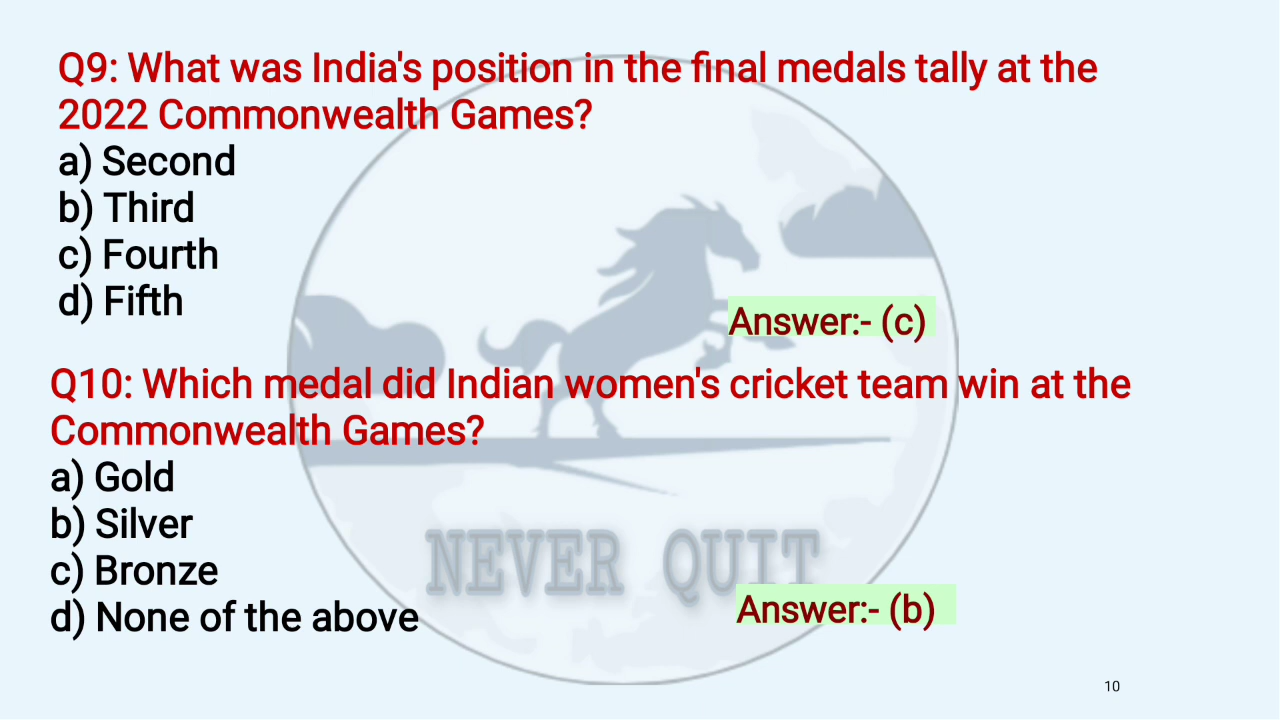 Q9: What was India's position in the final medals tally at the
2022 Commonwealth Games?
a) Second
b) Third
c) Fourth
d) Fifth
Answer:- (c)
Q10: Which medal did Indian women's cricket team win at the
Commonwealth Games?
a) Gold
b) Silver
c) Bronze
d) None of the above
NEVER QUIT
Answer:- (b)
10